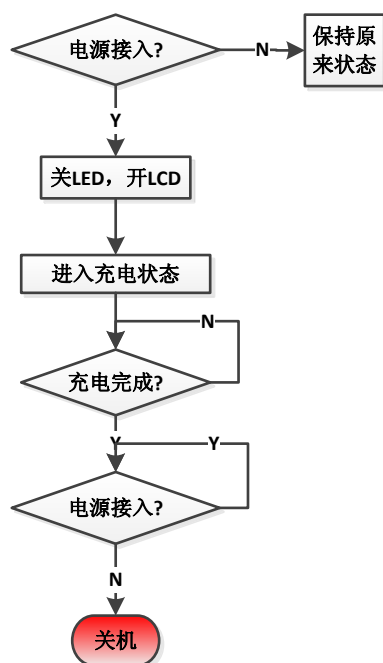 电源接入?
N
保持原
来状态
Y
关LED，开LCD
进入充电状态
N
充电完成?
Y
Y
电源接入?
N
关机